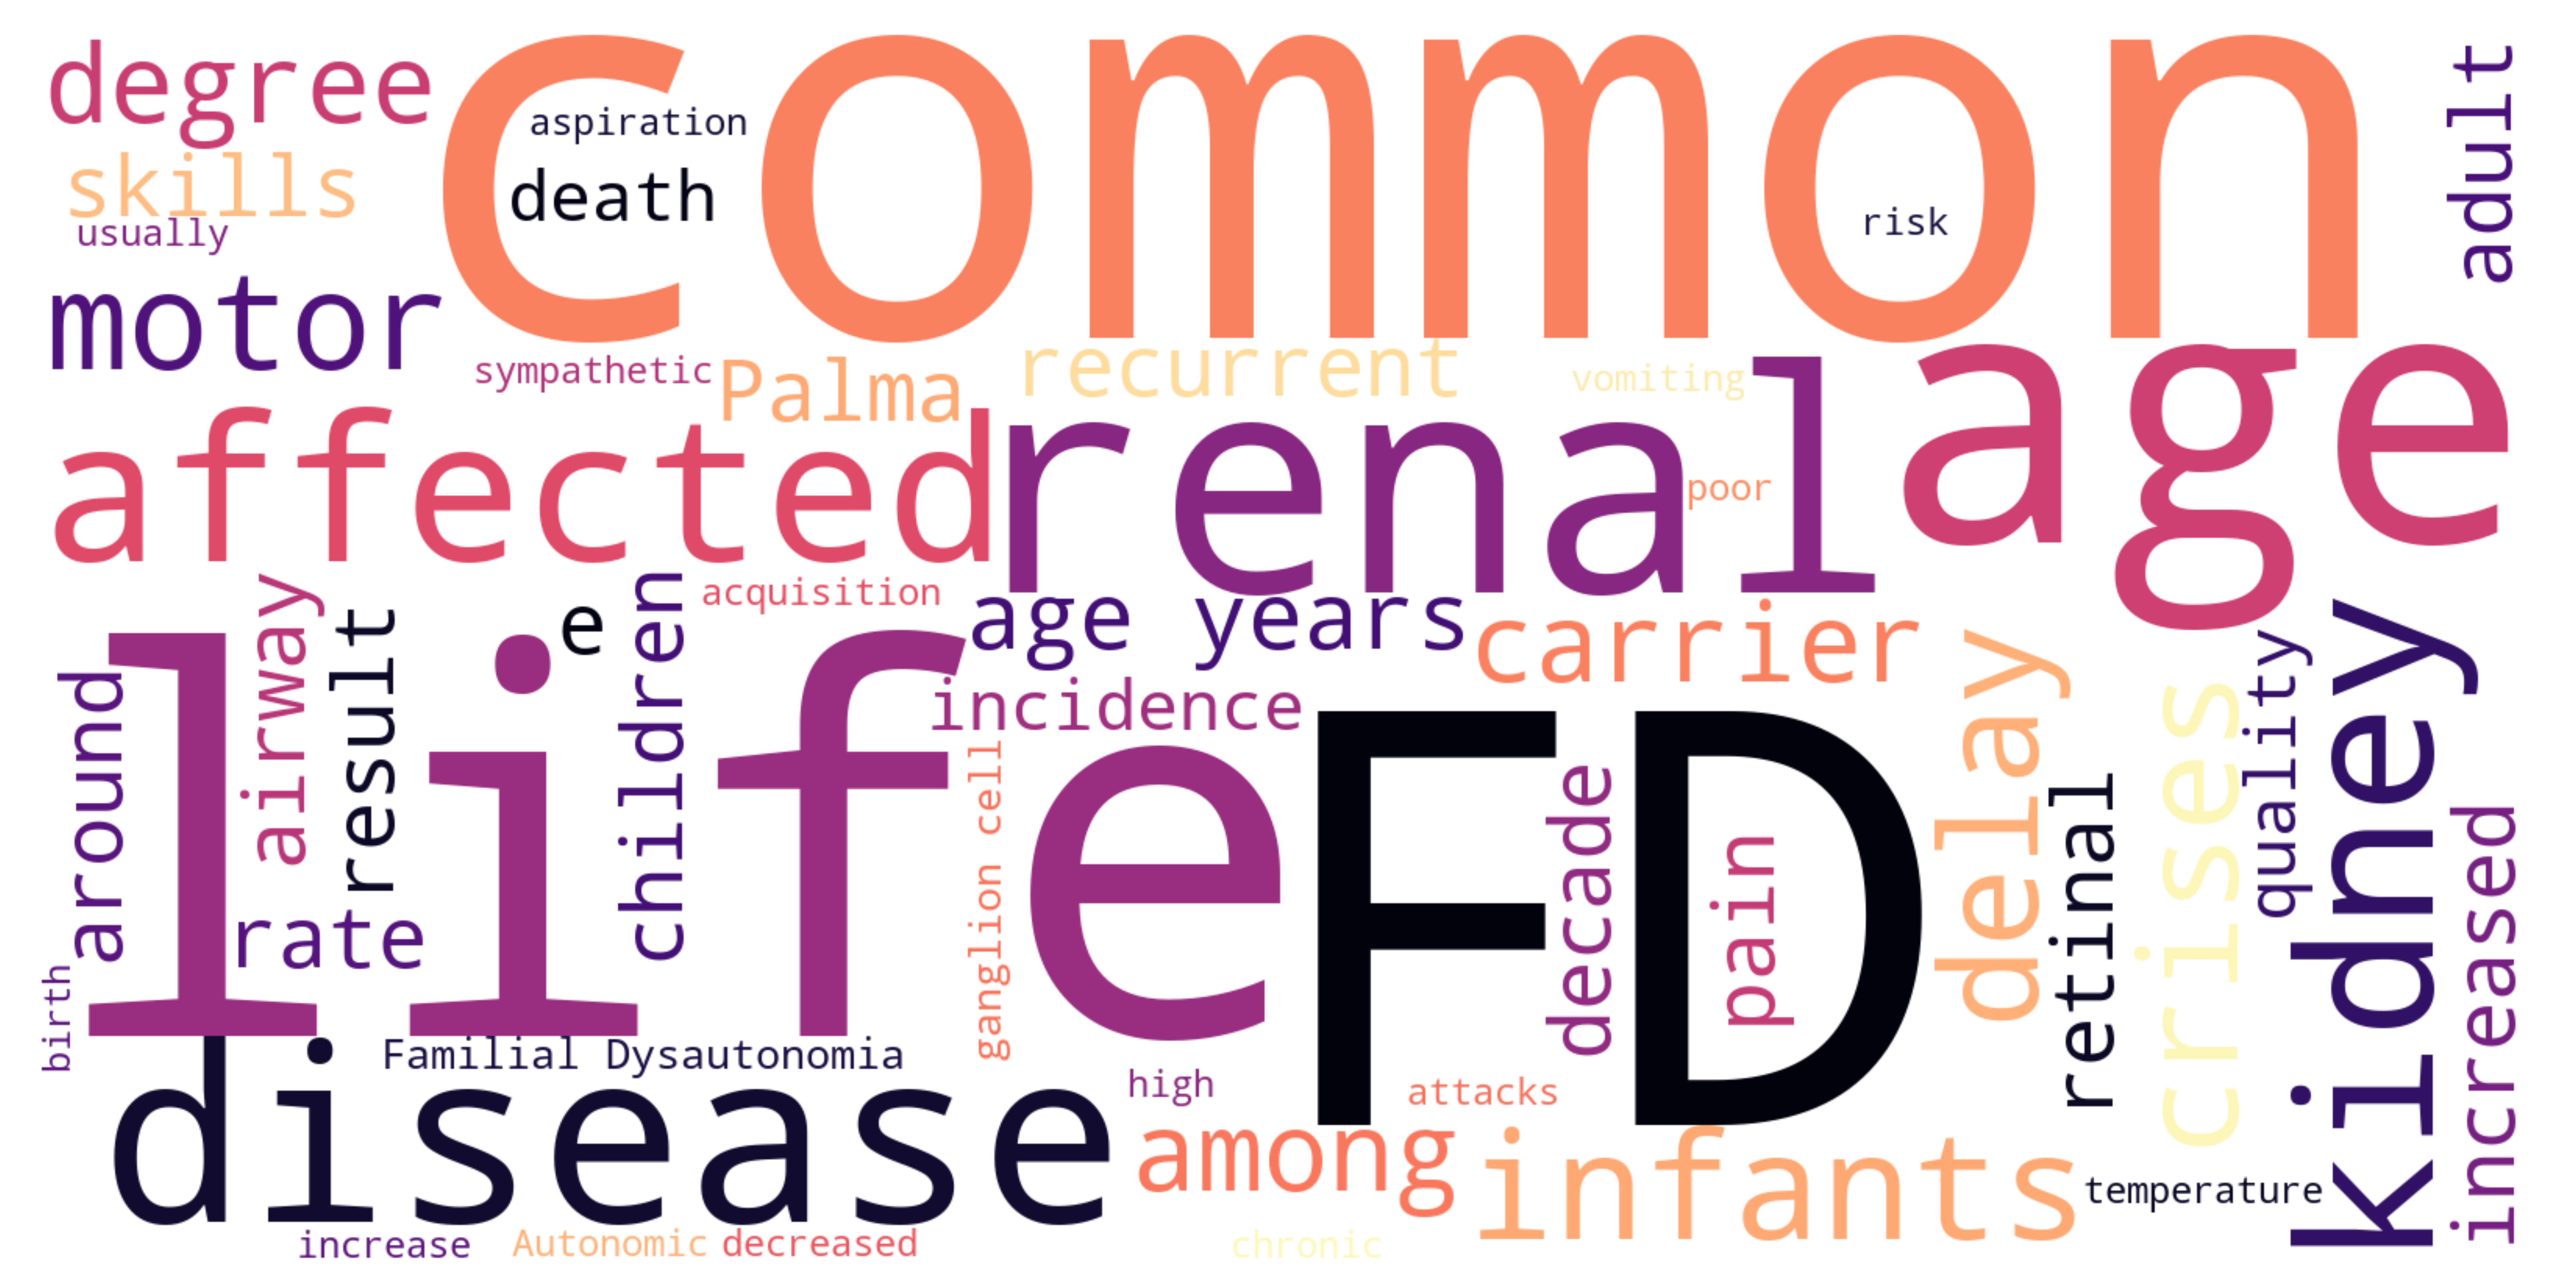 degree
common
adult
aspiration
skills
death
usually
risk
motor
sympathetic
Palma
recurrent
vomiting
age
affected
renal
poor
airway
result
e
children
acquisition
age years
carrier
delay
kidney
around
life
incidence
FD
quality
crises
rate
ganglion cell
decade
pain
retinal
increased
birth
Familial Dysautonomia
disease
high
attacks
among
infants
temperature
increase
Autonomic
decreased
chronic